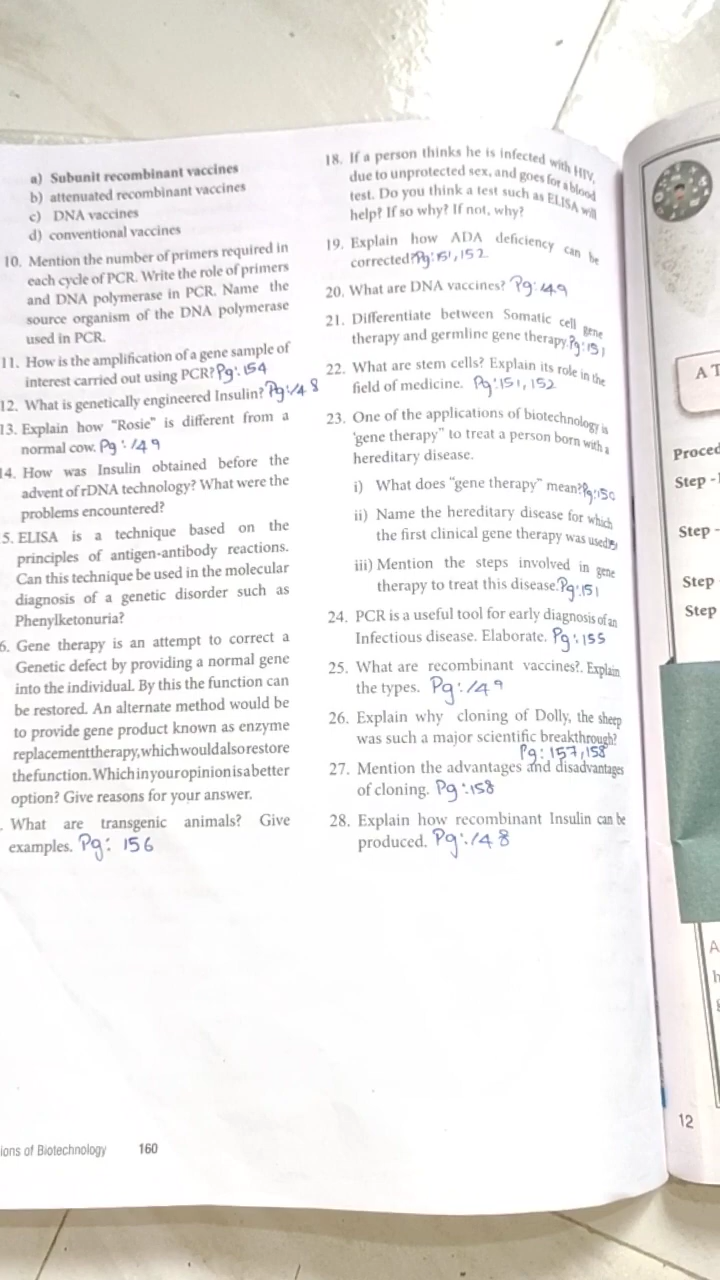 a) Subunit recombinant vaccines
b) attenuated recombinant vaccines
c) DNA vaccines
d) conventional vaccines
10. Mention the number of primers required in
each cycle of PCR. Write the role of primers
and DNA polymerase in PCR. Name the
source organism of the DNA polymerase
used in PCR.
11. How is the amplification of a gene sample of
interest carried out using PCR? Pg: 154
12. What is genetically engineered Insulin? Pg: 148
13. Explain how "Rosie" is different from a
normal cow. Pg: 149
4. How was Insulin obtained before the
advent of rDNA technology? What were the
problems encountered?
5. ELISA is a technique based on the
principles of antigen-antibody reactions.
Can this technique be used in the molecular
diagnosis of a genetic disorder such as
Phenylketonuria?
6. Gene therapy is an attempt to correct a
Genetic defect by providing a normal gene
into the individual. By this the function can
be restored. An alternate method would be
to provide gene product known as enzyme
replacement therapy, which would also restore
the function. Which in your opinion is a better
option? Give reasons for your answer.
. What are transgenic animals? Give
examples. Pg: 156
18. If a person thinks he is infected with HIV,
due to unprotected sex, and goes for a blood
test. Do you think a test such as ELISA will
help? If so why? If not, why?
19. Explain how ADA deficiency can be
corrected? Pg: 151, 152
20. What are DNA vaccines? Pg: 149
21. Differentiate between Somatic cell gene
therapy and germline gene therapy. Pg: 151
22. What are stem cells? Explain its role in the
field of medicine. Pg: 151, 152
23. One of the applications of biotechnology is
'gene therapy" to treat a person born with a
hereditary disease.
i) What does "gene therapy" mean? Pg: 150
ii) Name the hereditary disease for which
the first clinical gene therapy was used.
iii) Mention the steps involved in gene
therapy to treat this disease. Pg: 151
24. PCR is a useful tool for early diagnosis of an
Infectious disease. Elaborate. Pg: 155
25. What are recombinant vaccines?. Explain
the types. Pg: 149
26. Explain why cloning of Dolly, the sheep
was such a major scientific breakthrough?
Pg: 157, 158
27. Mention the advantages and disadvantages
of cloning. Pg: 158
28. Explain how recombinant Insulin can be
produced. Pg: 148
ions of Biotechnology 160
A T
Proced
Step -
Step -
Step
Step
A
h
12